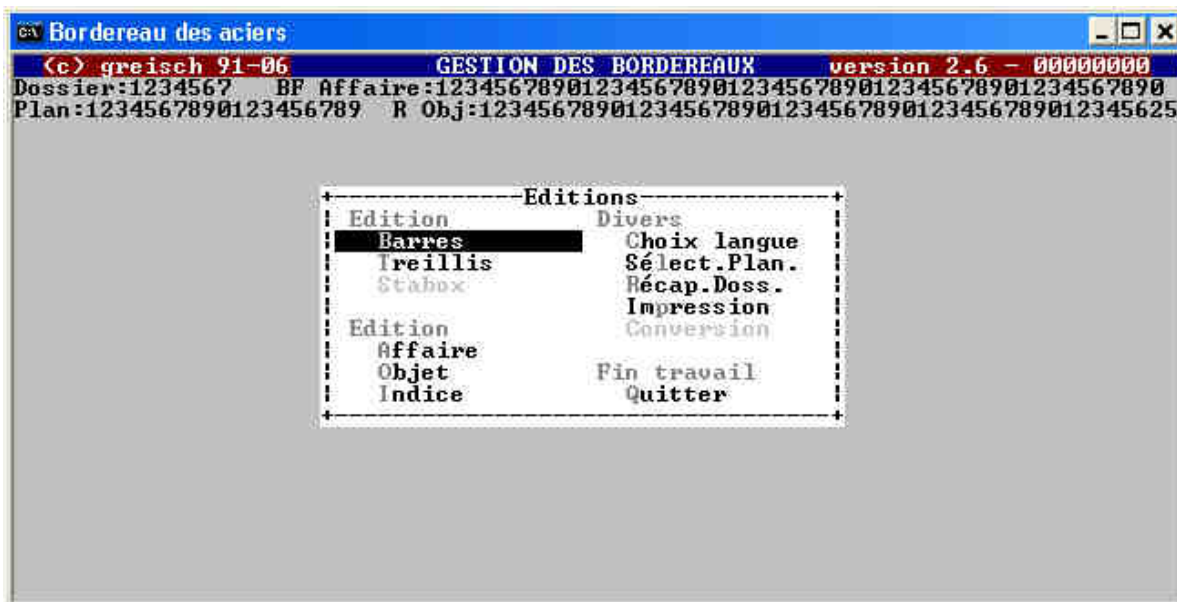 Bordereau des aciers
(c) greisch 91-06 GESTION DES BORDEREAUX version 2.6 - 00000000
Dossier:1234567 BF Affaire:12345678901234567890123456789012345678901234567890
Plan:1234567890123456789 R Obj:123456789012345678901234567890123456789012345625
Editions
Edition Divers
Barres Choix langue
Treillis Sélect.Plan.
Stabox Récap.Doss.
Impression
Edition Conversion
Affaire
Objet Fin travail
Indice Quitter